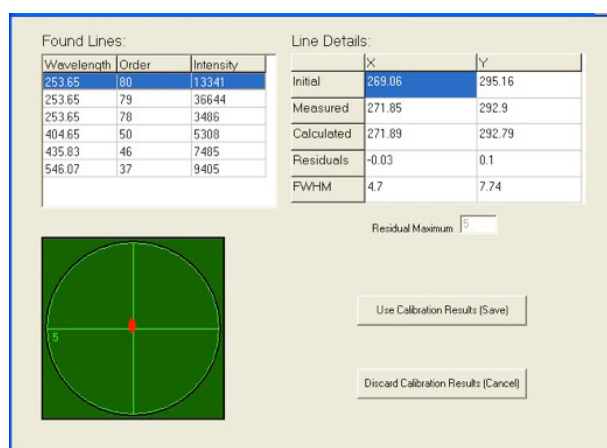 Found Lines:
Wavelength Order Intensity
253.65 80 13341
253.65 79 36644
253.65 78 3486
404.65 50 5308
435.83 46 7485
546.07 37 9405
Line Details:
X Y
Initial 269.06 295.16
Measured 271.85 292.9
Calculated 271.89 292.79
Residuals -0.03 0.1
FWHM 4.7 7.74
Residual Maximum 5
5
Use Calibration Results (Save)
Discard Calibration Results (Cancel)